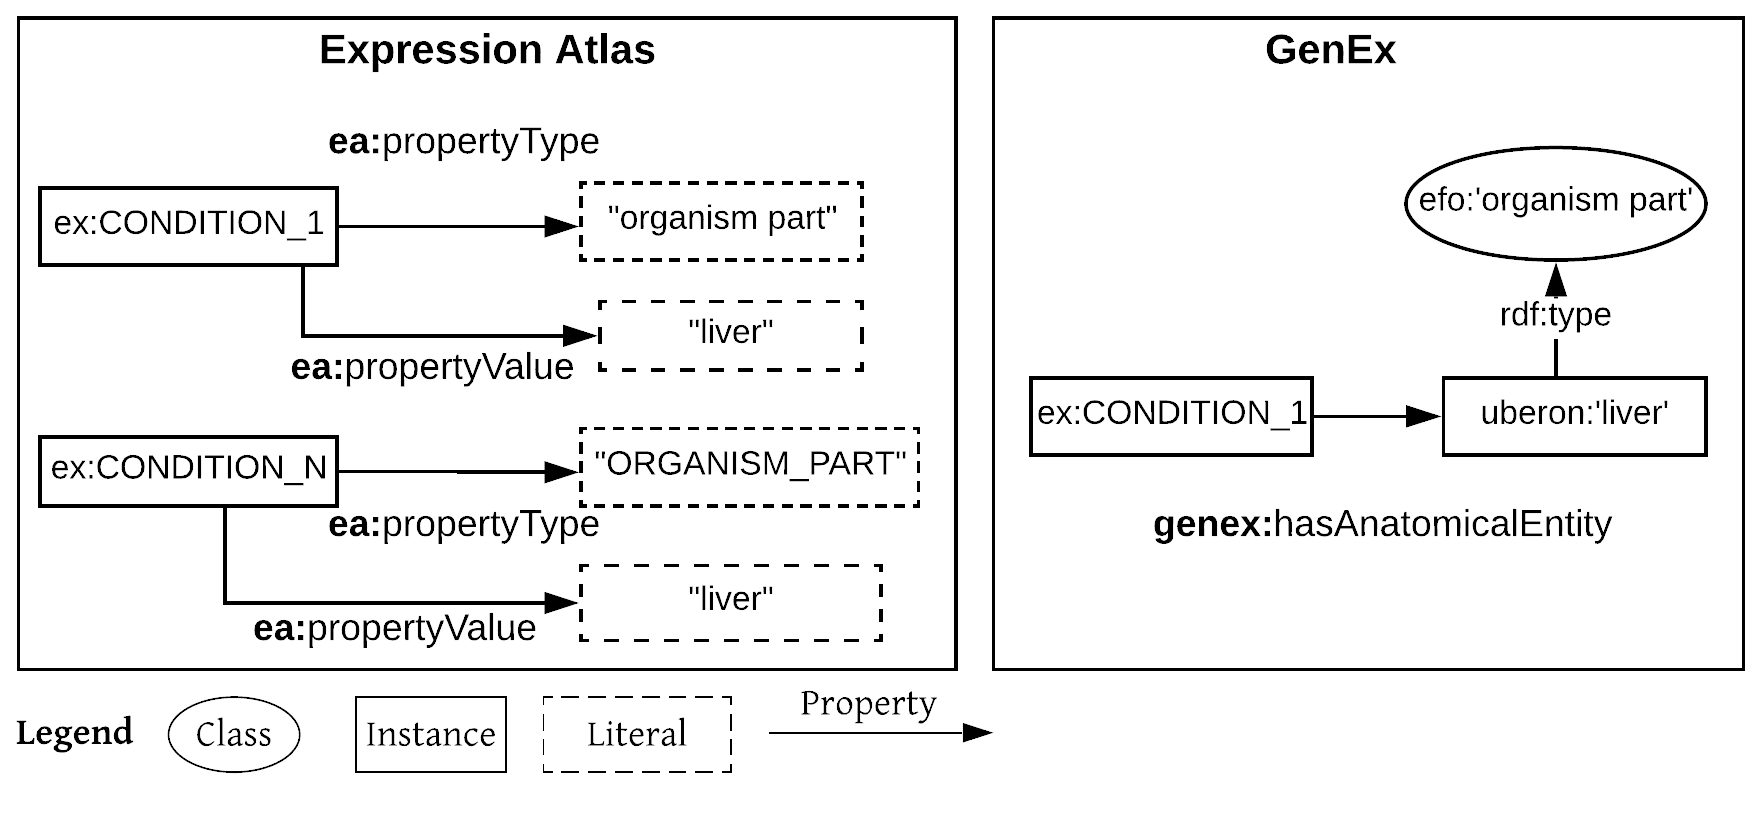 Expression Atlas
ea:propertyType
ex:CONDITION_1
"organism part"
"liver"
ea:propertyValue
ex:CONDITION_N
"ORGANISM_PART"
ea:propertyType
"liver"
ea:propertyValue
GenEx
efo:'organism part'
rdf:type
ex:CONDITION_1
uberon:'liver'
genex:hasAnatomicalEntity
Legend
Class
Instance
Literal
Property